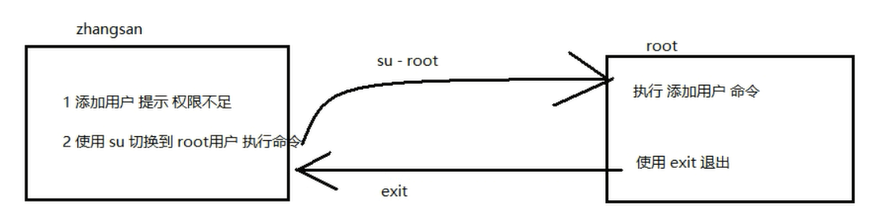 zhangsan
root
su - root
1 添加用户 提示 权限不足
执行 添加用户 命令
2 使用 su 切换到 root用户 执行命令
使用 exit 退出
exit